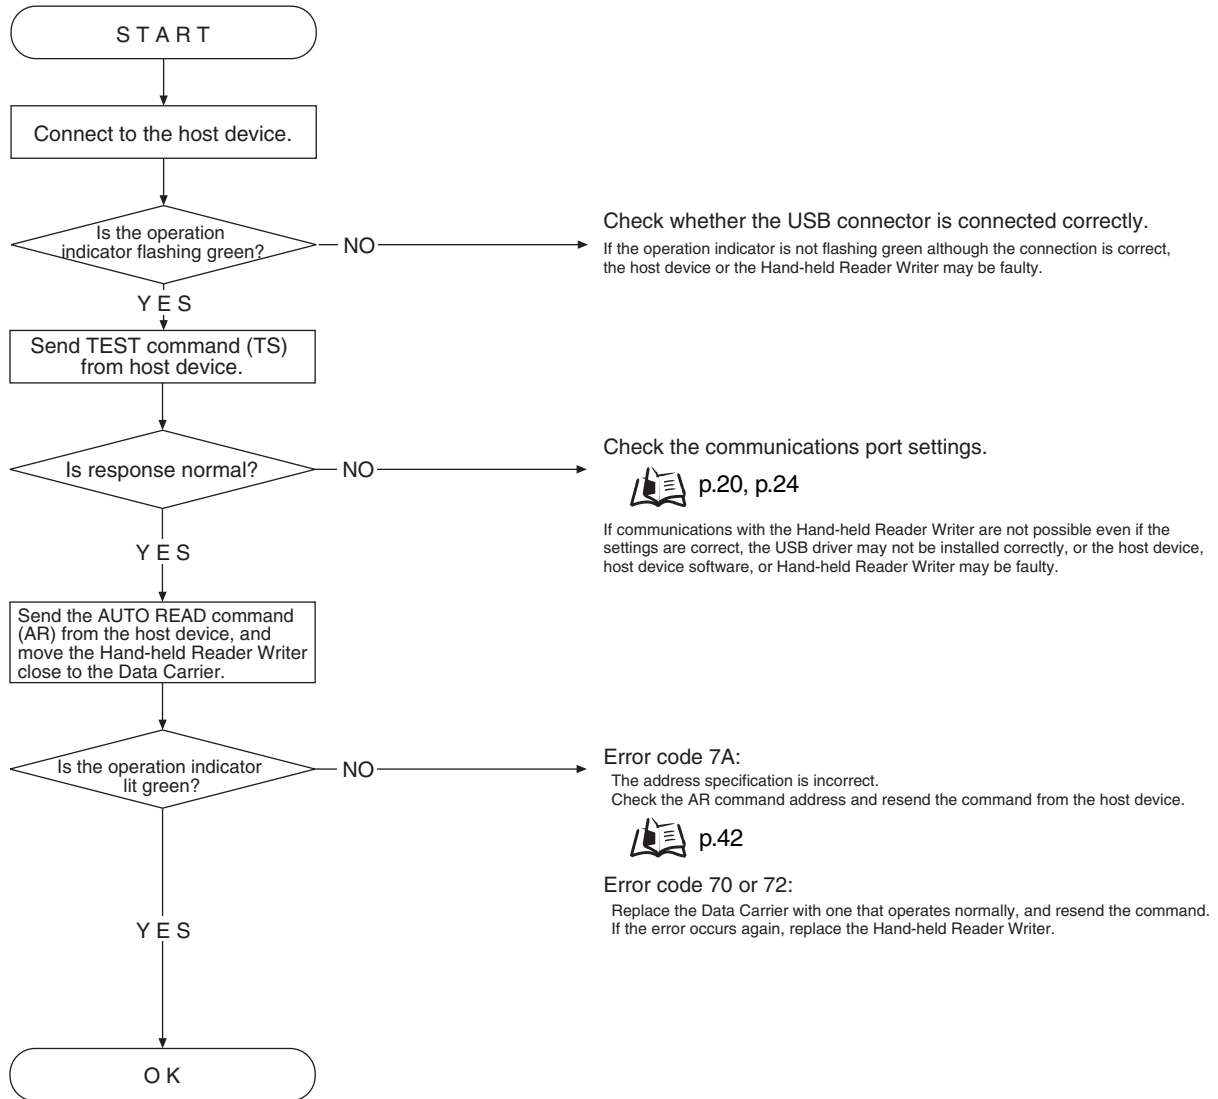 START
Connect to the host device.
Is the operation
indicator flashing green?
NO
Check whether the USB connector is connected correctly.
If the operation indicator is not flashing green although the connection is correct,
the host device or the Hand-held Reader Writer may be faulty.
YES
Send TEST command (TS)
from host device.
Is response normal?
NO
Check the communications port settings.
p.20, p.24
If communications with the Hand-held Reader Writer are not possible even if the
settings are correct, the USB driver may not be installed correctly, or the host device,
host device software, or Hand-held Reader Writer may be faulty.
YES
Send the AUTO READ command
(AR) from the host device, and
move the Hand-held Reader Writer
close to the Data Carrier.
Is the operation indicator
lit green?
NO
Error code 7A:
The address specification is incorrect.
Check the AR command address and resend the command from the host device.
p.42
Error code 70 or 72:
Replace the Data Carrier with one that operates normally, and resend the command.
If the error occurs again, replace the Hand-held Reader Writer.
YES
OK